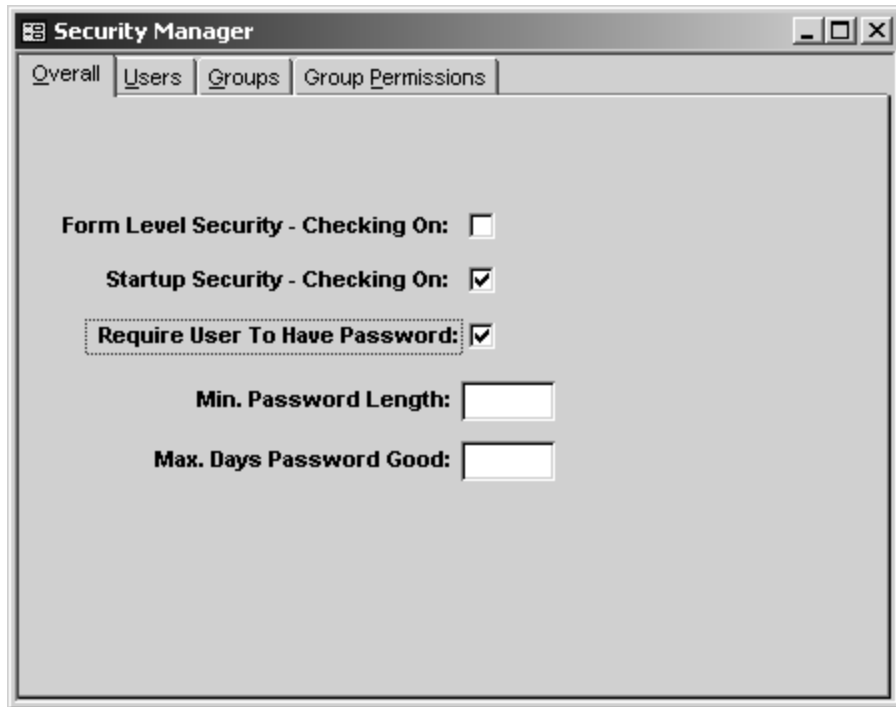 Security Manager
Overall Users Groups Group Permissions
Form Level Security - Checking On:
Startup Security - Checking On:
Require User To Have Password:
Min. Password Length:
Max. Days Password Good: